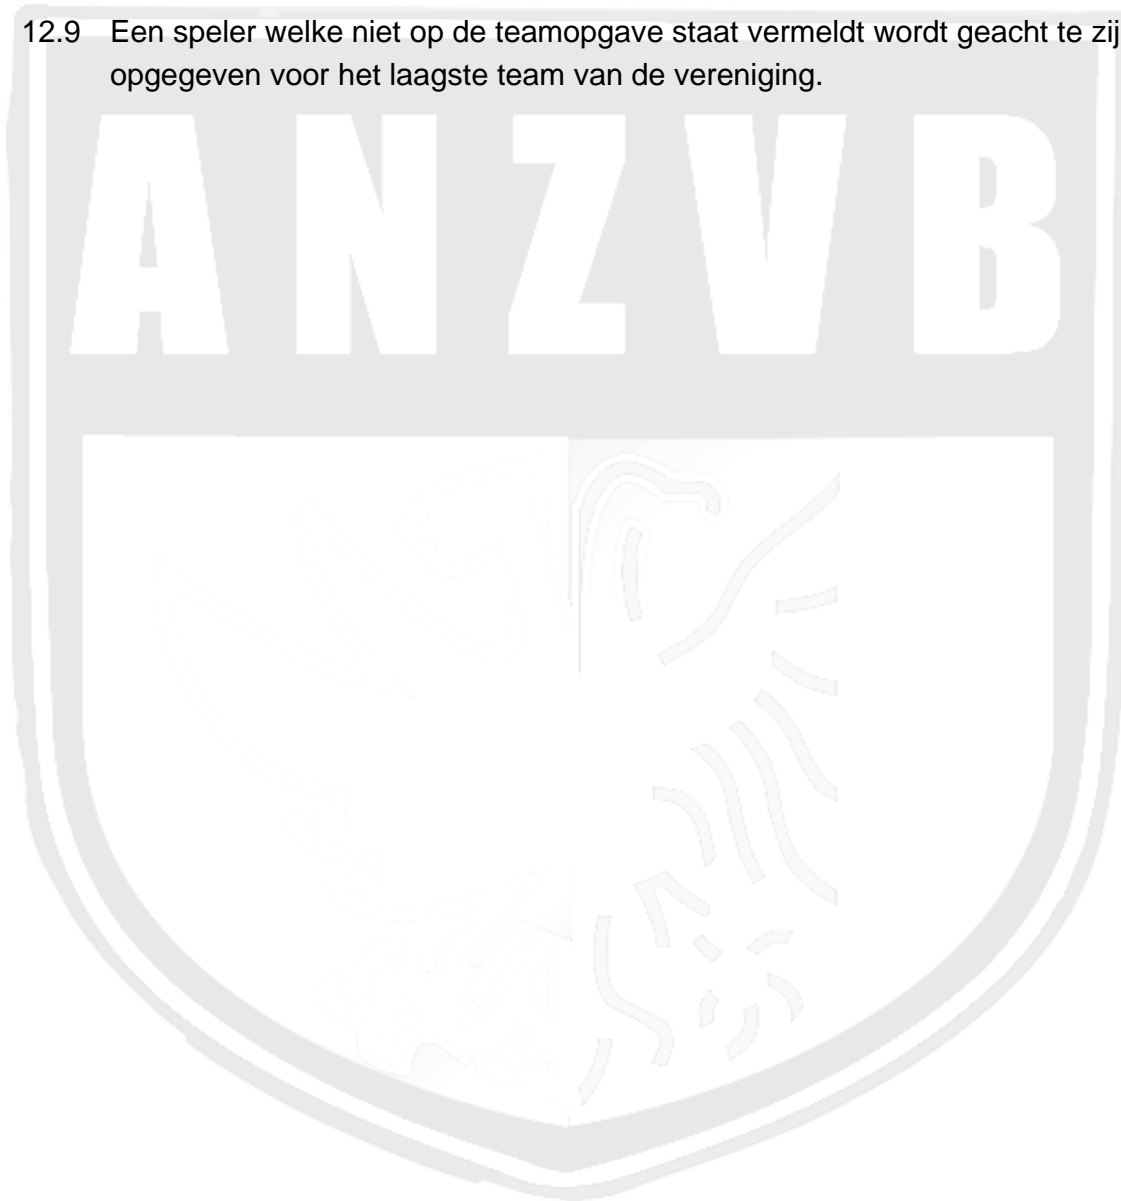 12.9 Een speler welke niet op de teamopgave staat vermeldt wordt geacht te zij
opgegeven voor het laagste team van de vereniging.
ANZVB